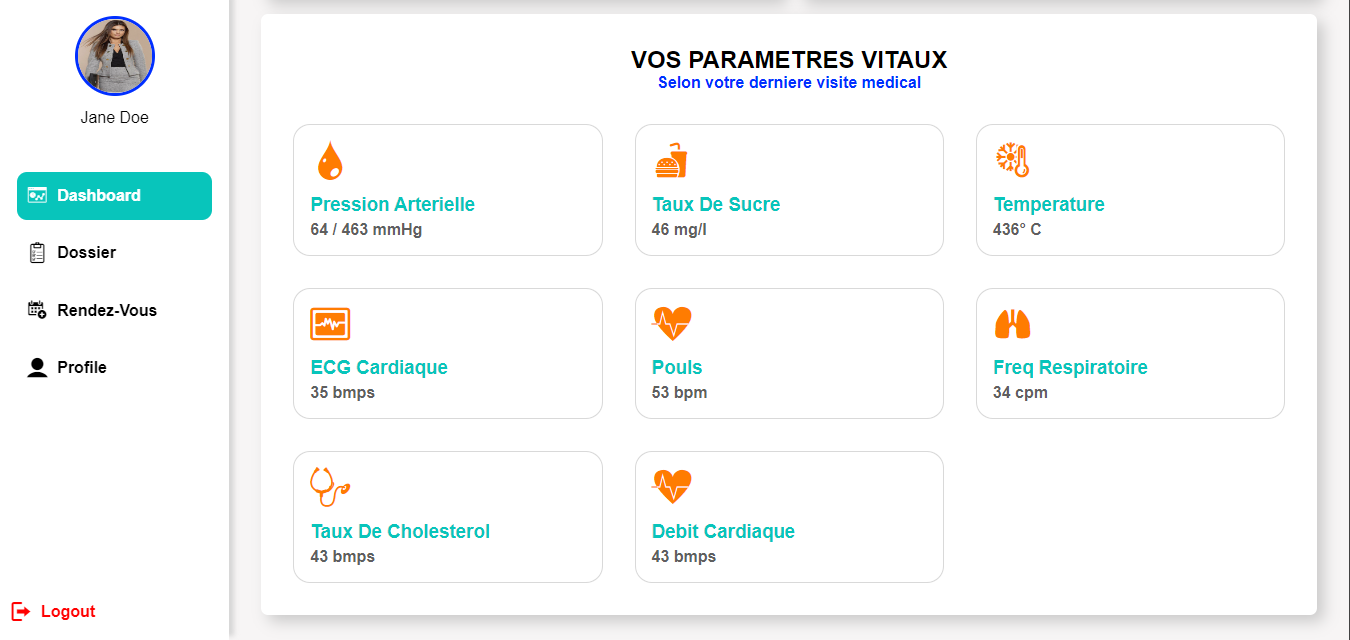 Jane Doe
Dashboard
Dossier
Rendez-Vous
Profile
Logout
VOS PARAMETRES VITAUX
Selon votre derniere visite medical
Pression Arterielle
64 / 463 mmHg
Taux De Sucre
46 mg/l
Temperature
436° C
ECG Cardiaque
35 bmps
Pouls
53 bpm
Freq Respiratoire
34 cpm
Taux De Cholesterol
43 bmps
Debit Cardiaque
43 bmps